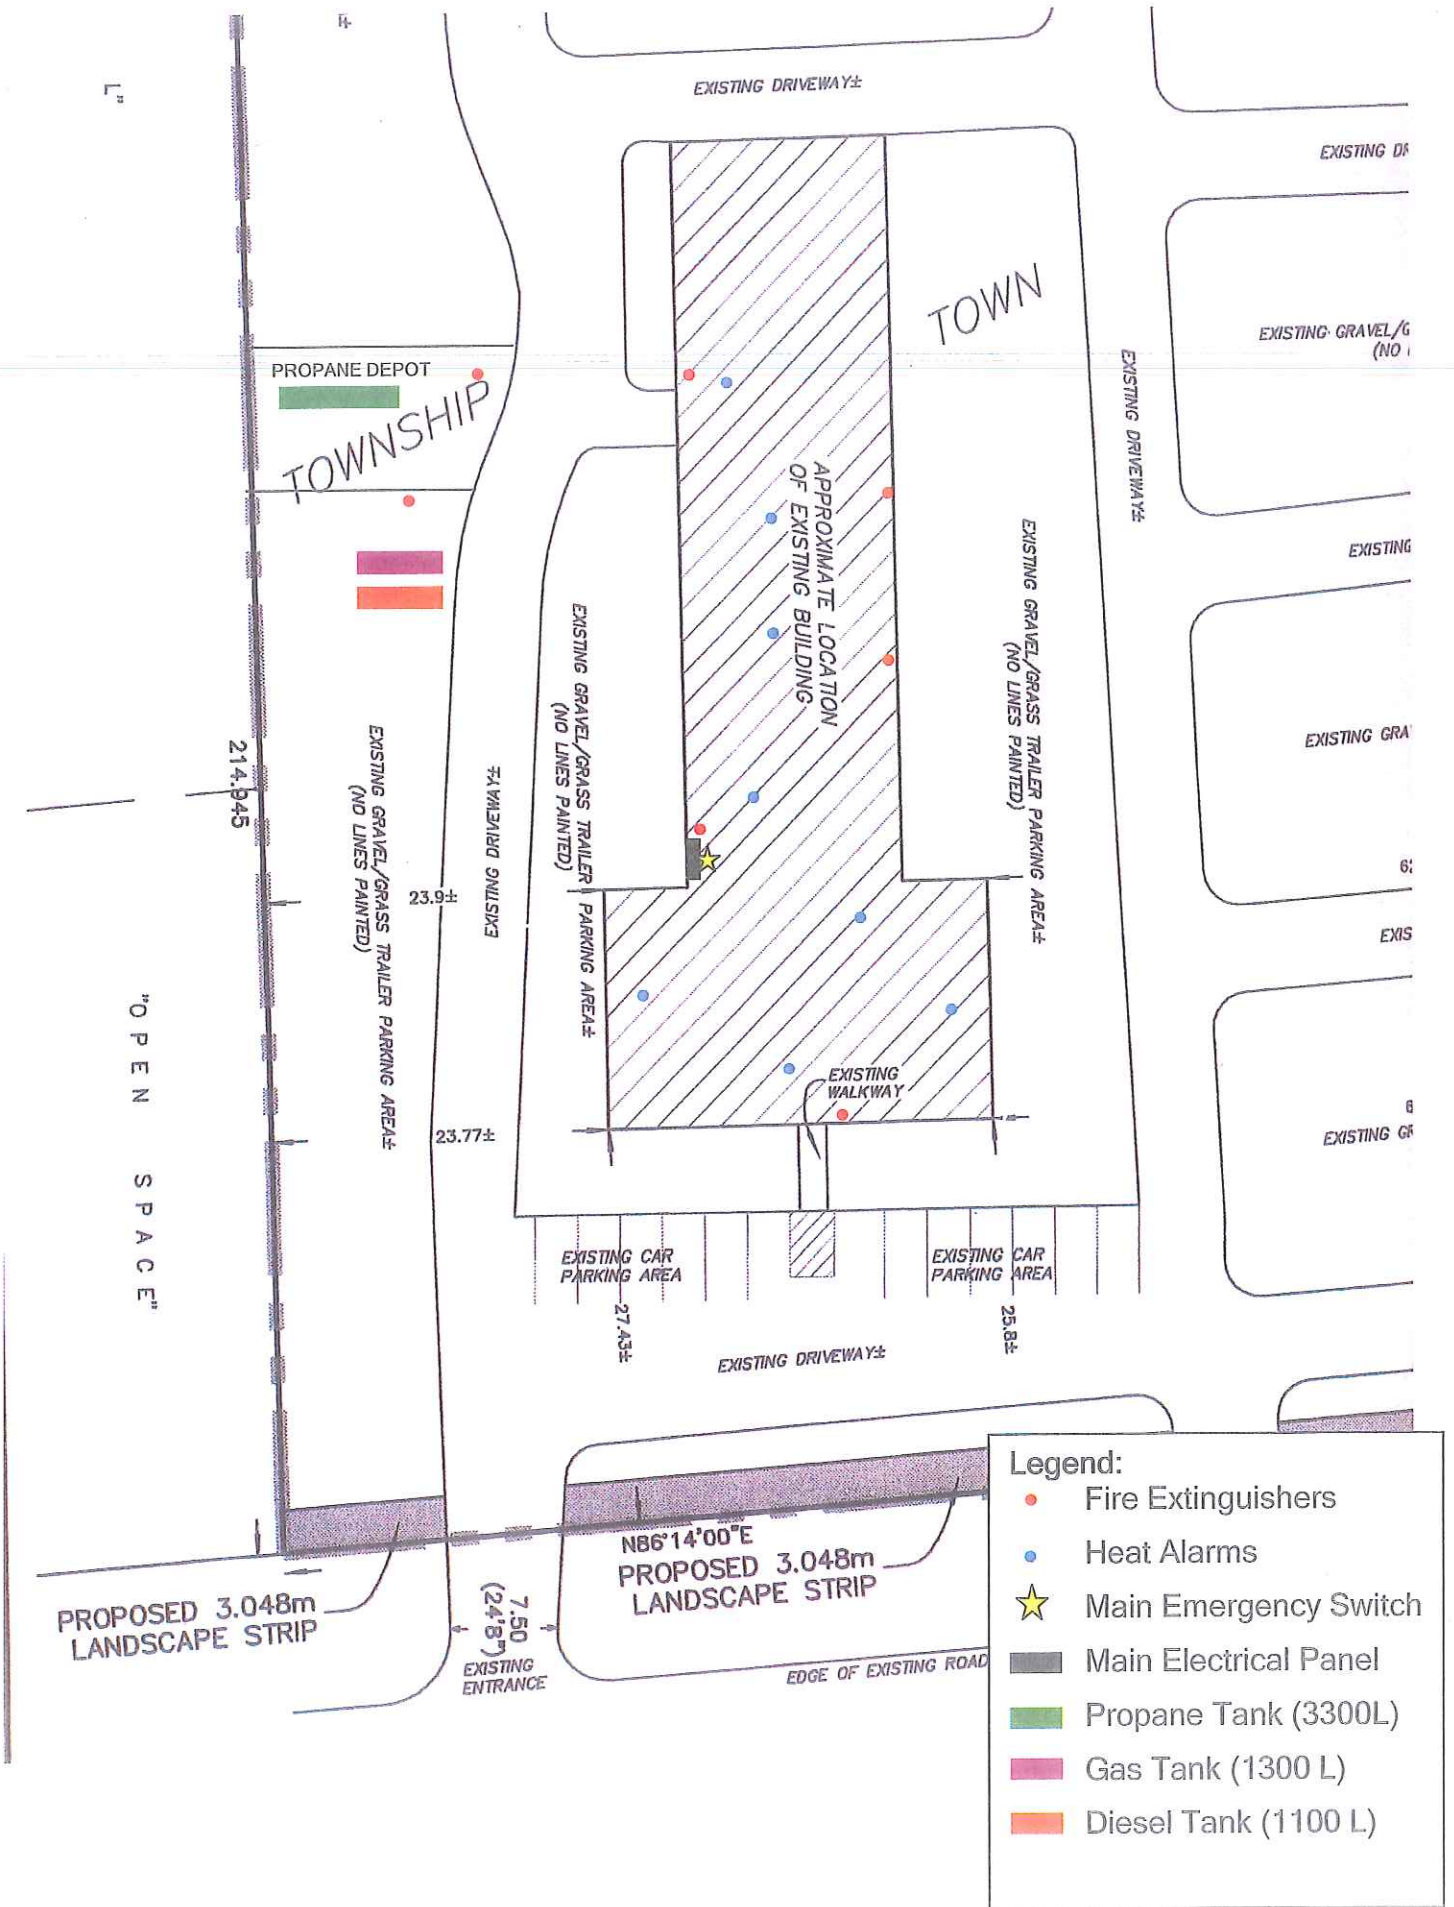 ±
L"
EXISTING DRIVEWAY±
EXISTING DR
TOWN
EXISTING GRAVEL/G
(NO
EXISTING DRIVEWAY±
PROPANE DEPOT
TOWNSHIP
APPROXIMATE LOCATION
OF EXISTING BUILDING
EXISTING GRAVEL/GRASS TRAILER PARKING AREA±
(NO LINES PAINTED)
EXISTING
EXISTING GRAVEL/GRASS TRAILER PARKING AREA±
(NO LINES PAINTED)
EXISTING GRAVEL/GRASS TRAILER PARKING AREA±
(NO LINES PAINTED)
214.945
EXISTING DRIVEWAY±
EXISTING GRA
23.9±
EXIS
"OPEN SPACE"
EXISTING
WALKWAY
23.77±
EXISTING GR
EXISTING CAR
PARKING AREA
EXISTING CAR
PARKING AREA
27.43±
25.8±
EXISTING DRIVEWAY±
N86°14'00"E
PROPOSED 3.048m
LANDSCAPE STRIP
PROPOSED 3.048m
LANDSCAPE STRIP
7.50
(24'8")
EXISTING
ENTRANCE
EDGE OF EXISTING ROAD
Legend:
Fire Extinguishers
Heat Alarms
Main Emergency Switch
Main Electrical Panel
Propane Tank (3300L)
Gas Tank (1300 L)
Diesel Tank (1100 L)